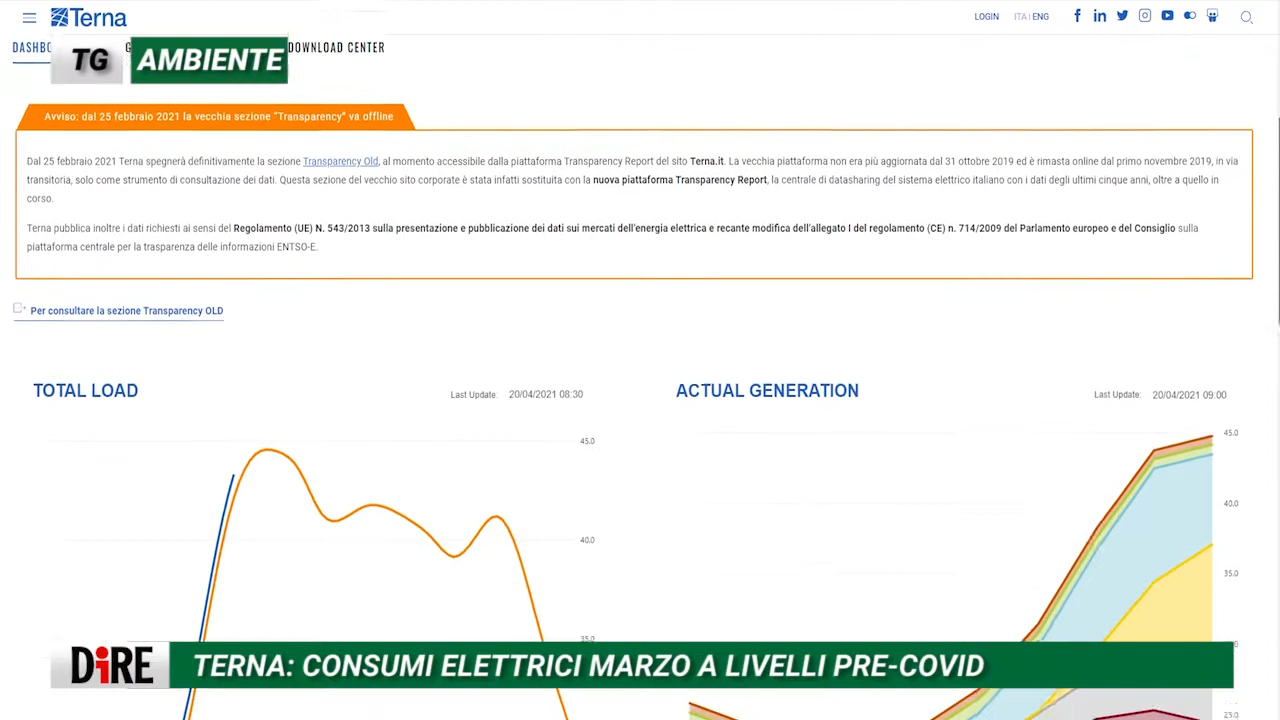 Terna
LOGIN
ITA | ENG
DASHBO
G
DOWNLOAD CENTER
TG AMBIENTE
Avviso: dal 25 febbraio 2021 la vecchia sezione "Transparency" va offline
Dal 25 febbraio 2021 Terna spegnerà definitivamente la sezione Transparency Old, al momento accessibile dalla piattaforma Transparency Report del sito Terna.it. La vecchia piattaforma non era più aggiornata dal 31 ottobre 2019 ed è rimasta online dal primo novembre 2019, in via
transitoria, solo come strumento di consultazione dei dati. Questa sezione del vecchio sito corporate è stata infatti sostituita con la nuova piattaforma Transparency Report, la centrale di datasharing del sistema elettrico italiano con i dati degli ultimi cinque anni, oltre a quello in
corso.
Terna pubblica inoltre i dati richiesti ai sensi del Regolamento (UE) N. 543/2013 sulla presentazione e pubblicazione dei dati sui mercati dell'energia elettrica e recante modifica dell'allegato I del regolamento (CE) n. 714/2009 del Parlamento europeo e del Consiglio sulla
piattaforma centrale per la trasparenza delle informazioni ENTSO-E.
Per consultare la sezione Transparency OLD
TOTAL LOAD
Last Update: 20/04/2021 08:30
45.0
40.0
35.0
ACTUAL GENERATION
Last Update: 20/04/2021 09:00
45.0
40.0
35.0
23.0
DiRE
TERNA: CONSUMI ELETTRICI MARZO A LIVELLI PRE-COVID